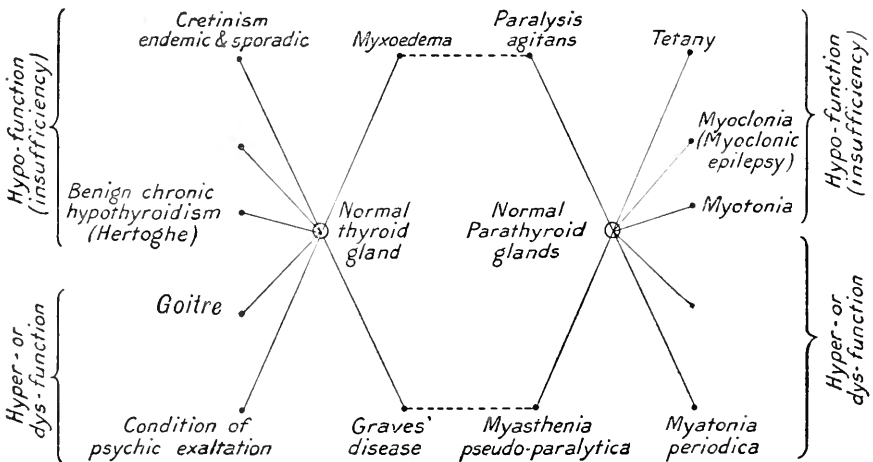 Cretinism
endemic & sporadic
Myxoedema
Paralysis
agitans
Tetany
Hypo-function
(insufficiency)
Myoclonia
(Myoclonic
epilepsy)
Hypo-function
(insufficiency)
Benign chronic
hypothyroidism
(Hertoghe)
Normal
thyroid
gland
Normal
Parathyroid
glands
Myotonia
Goitre
Hyper- or
dys-function
Hyper- or
dys-function
Condition of
psychic exaltation
Graves'
disease
Myasthenia
pseudo-paralytica
Myatonia
periodica